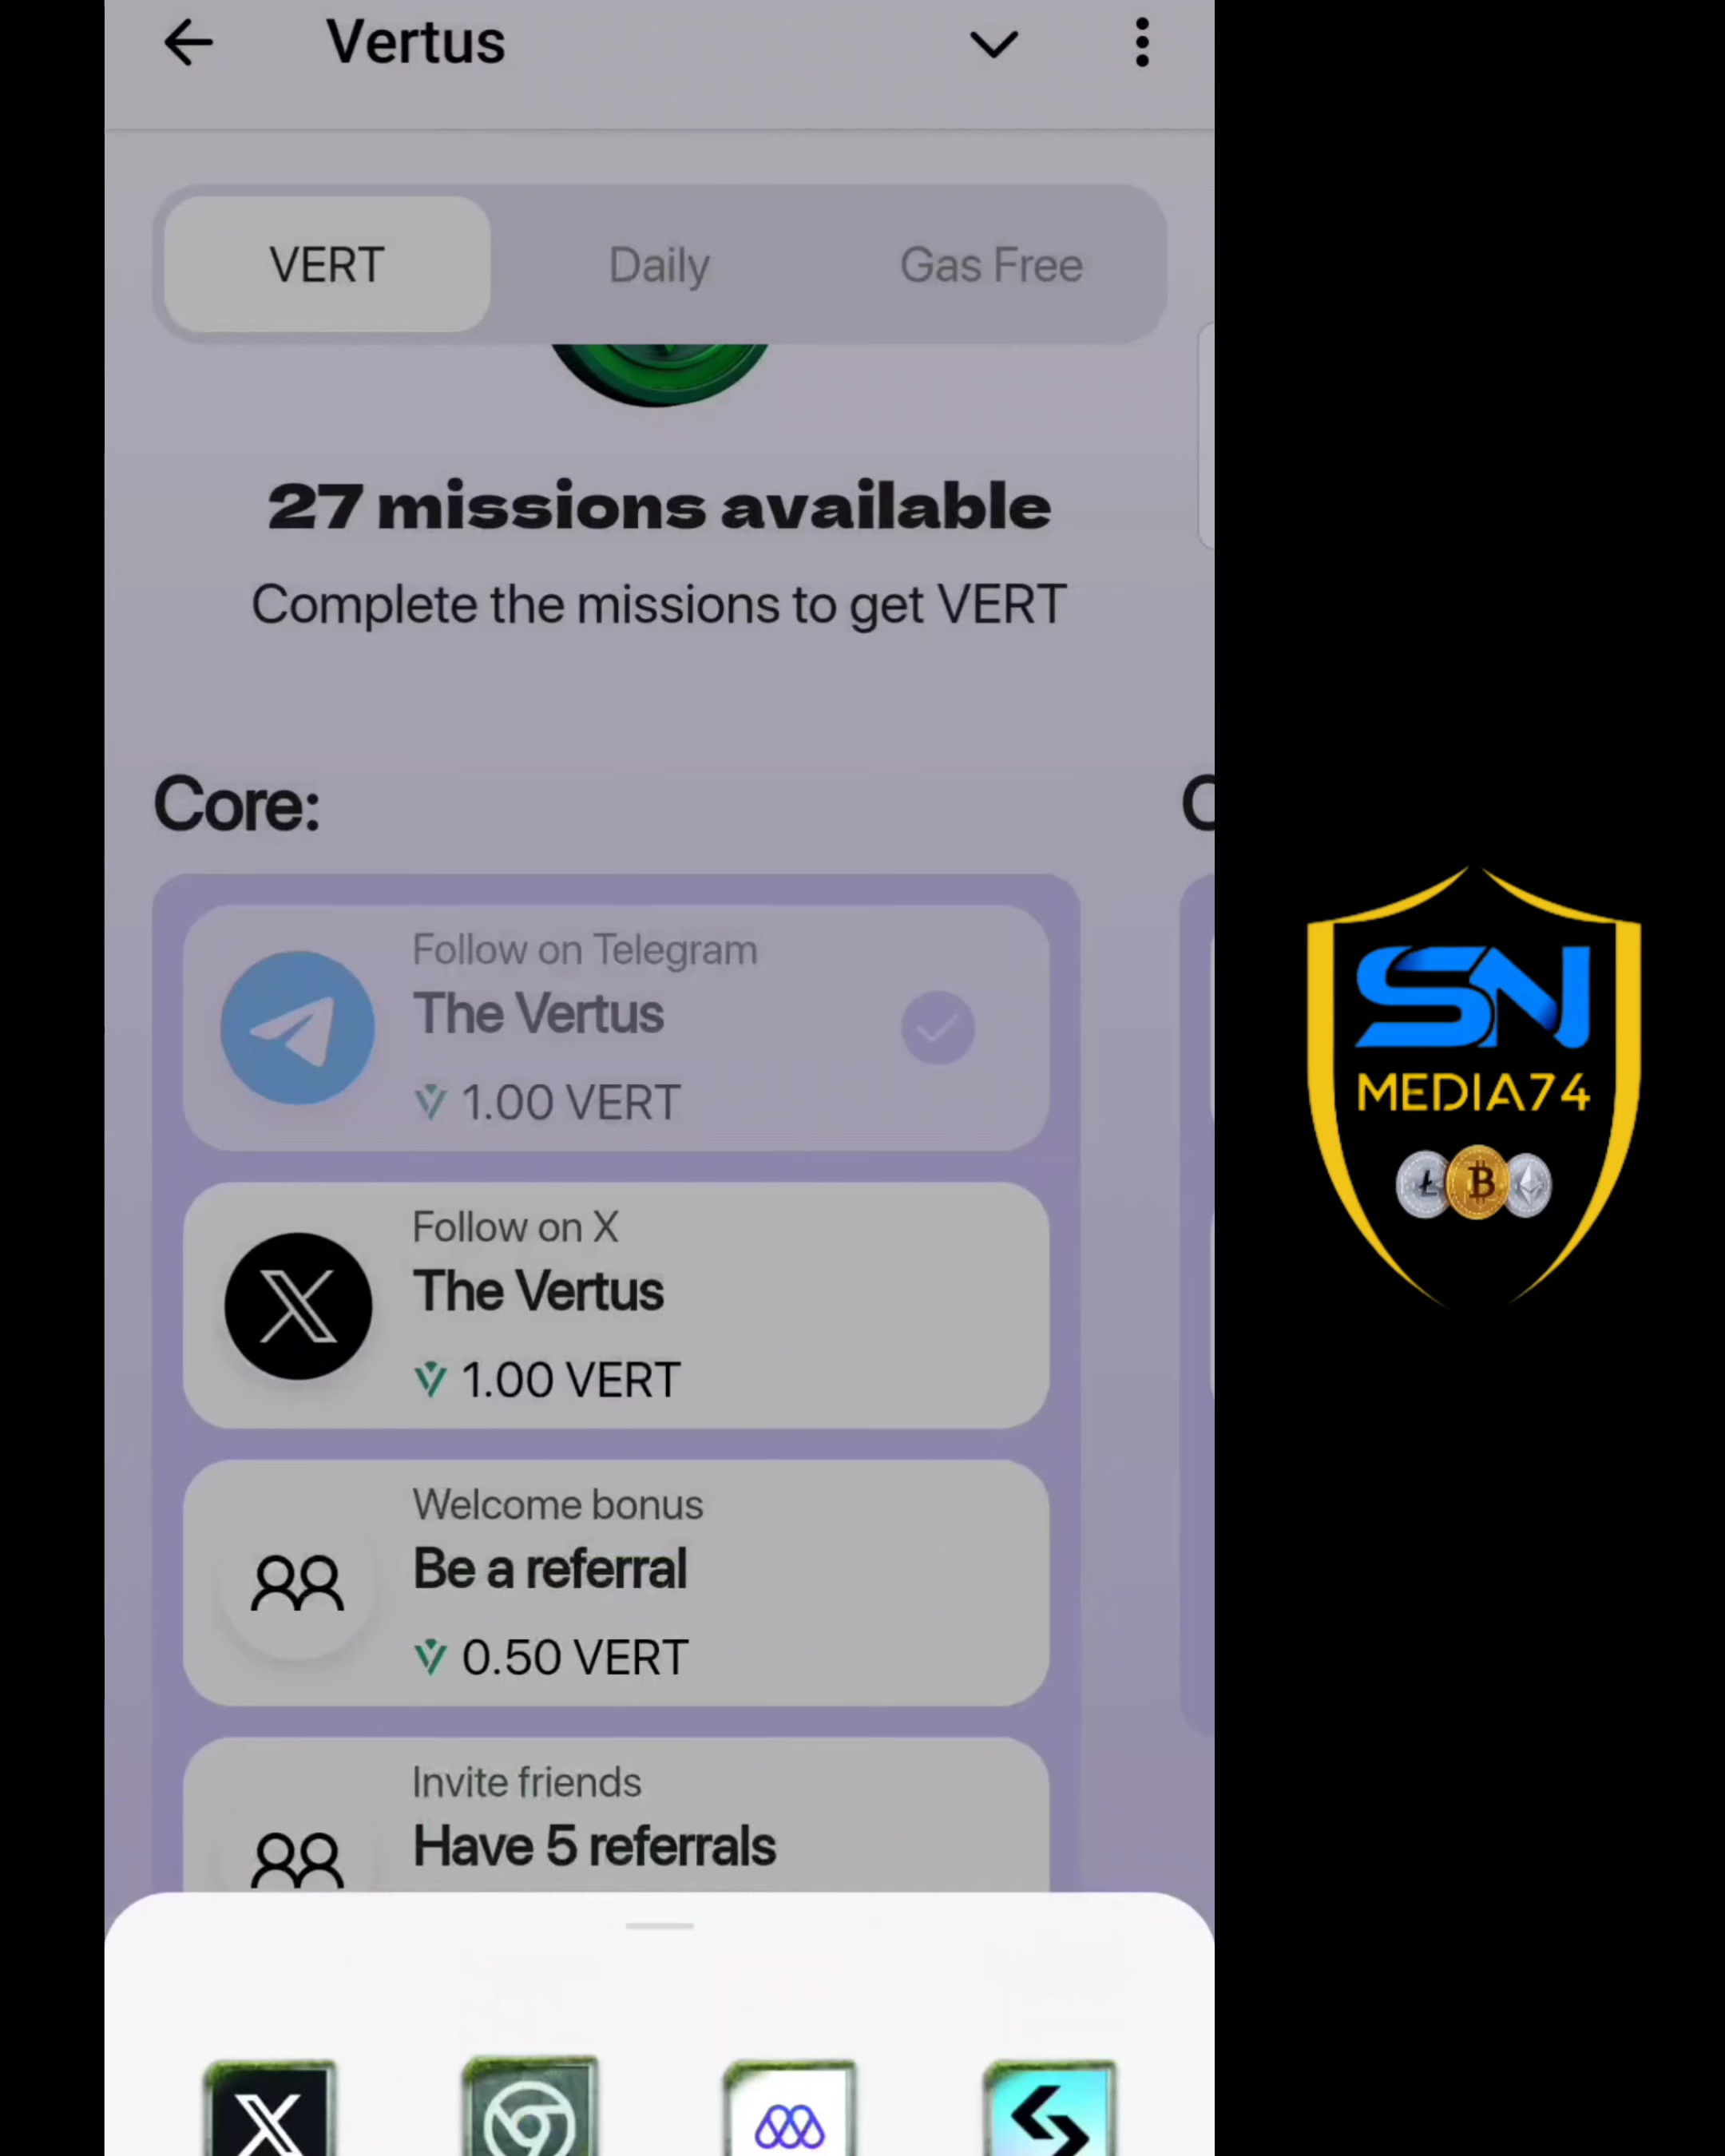 Vertus
VERT
Daily
Gas Free
27 missions available
Complete the missions to get VERT
Core:
Follow on Telegram
The Vertus
1.00 VERT
Follow on X
The Vertus
1.00 VERT
Welcome bonus
Be a referral
0.50 VERT
Invite friends
Have 5 referrals
SN
MEDIA74